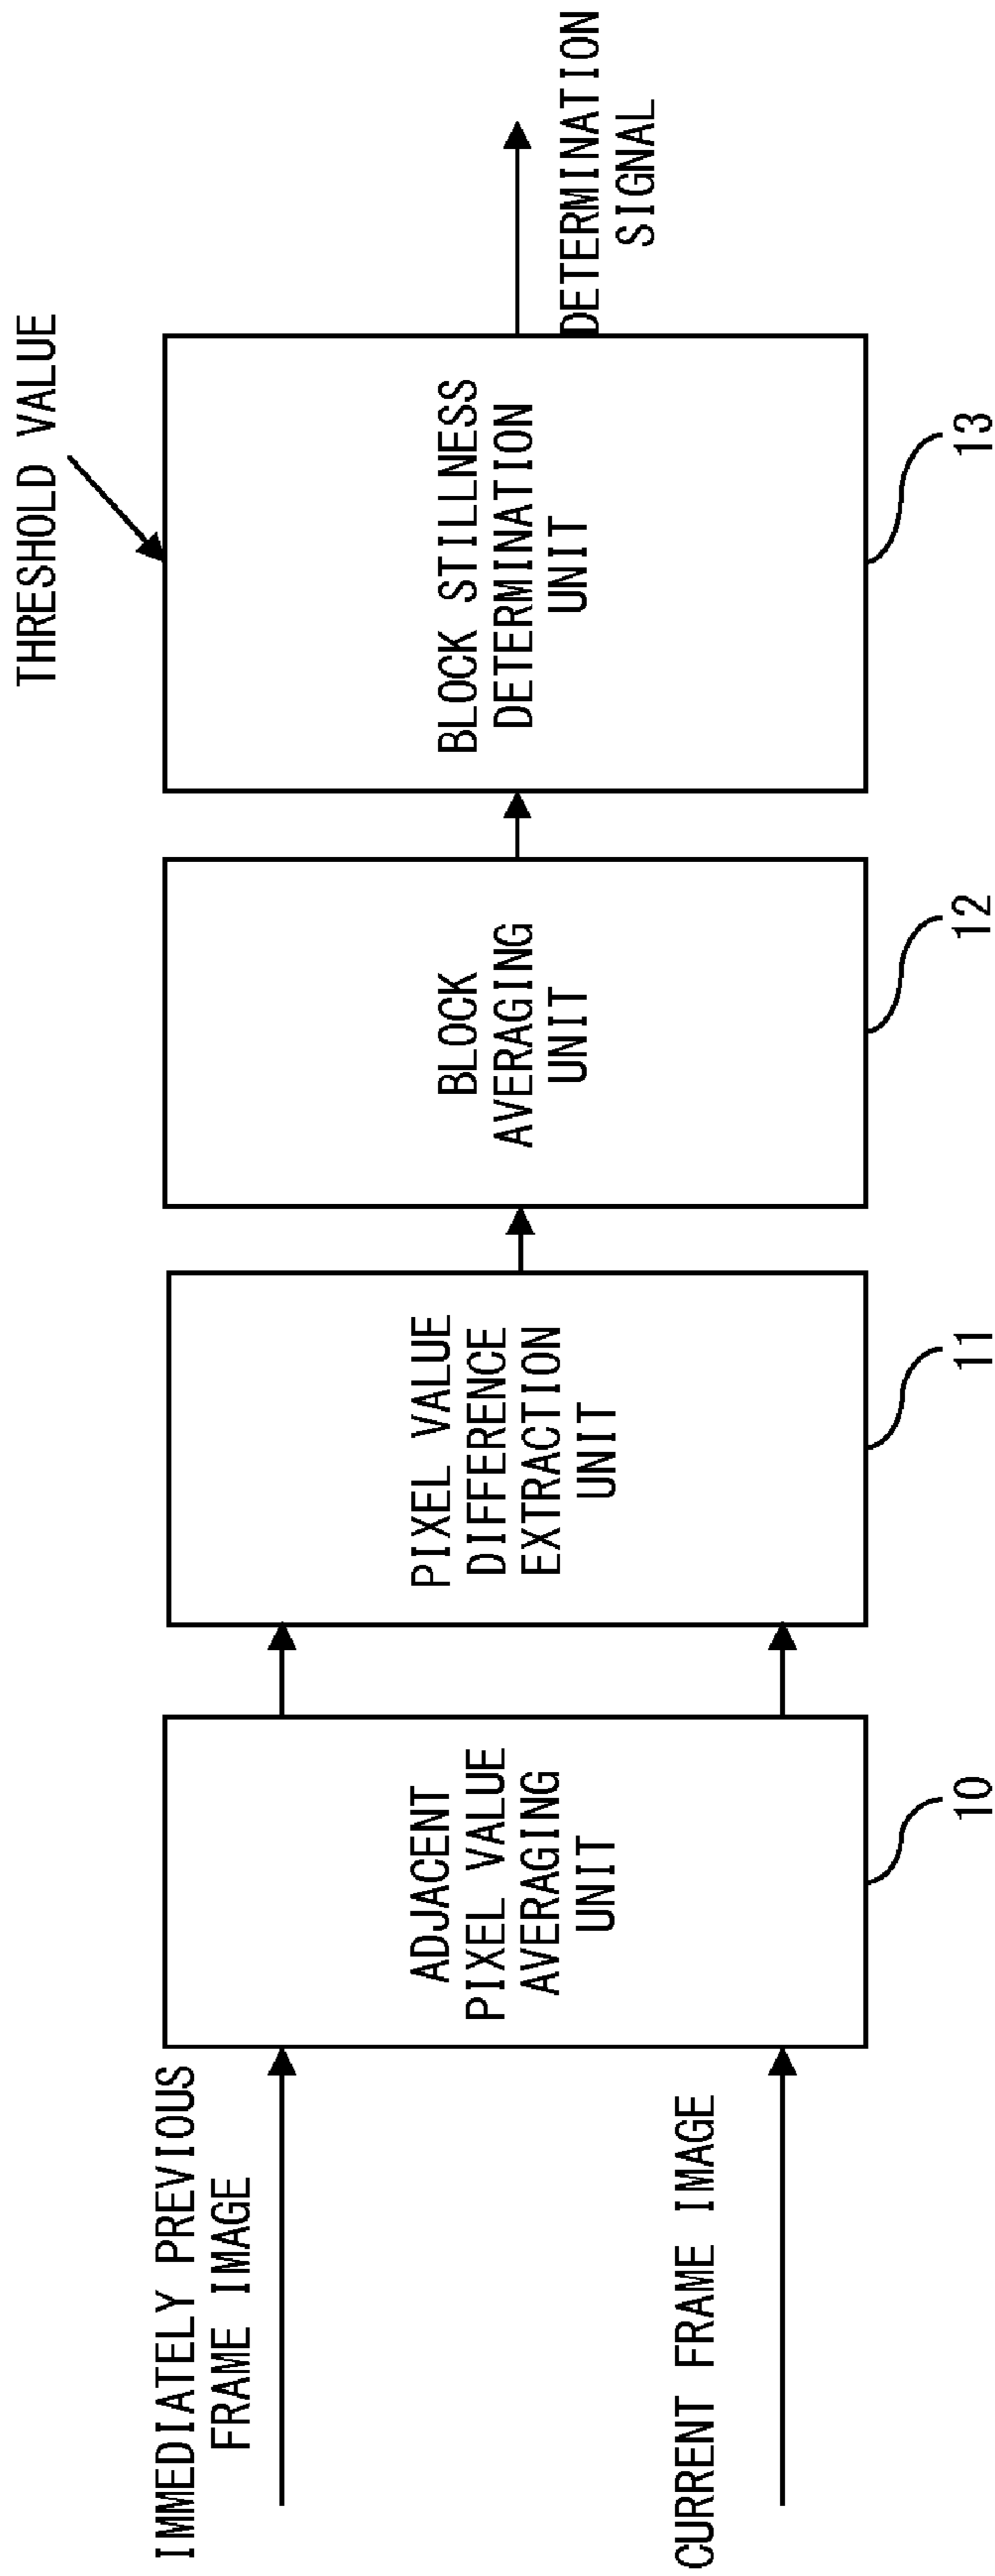 IMMEDIATELY PREVIOUS
FRAME IMAGE
CURRENT FRAME IMAGE
ADJACENT
PIXEL VALUE
AVERAGING
UNIT
10
PIXEL VALUE
DIFFERENCE
EXTRACTION
UNIT
11
BLOCK
AVERAGING
UNIT
12
THRESHOLD VALUE
BLOCK STILLNESS
DETERMINATION
UNIT
13
DETERMINATION
SIGNAL